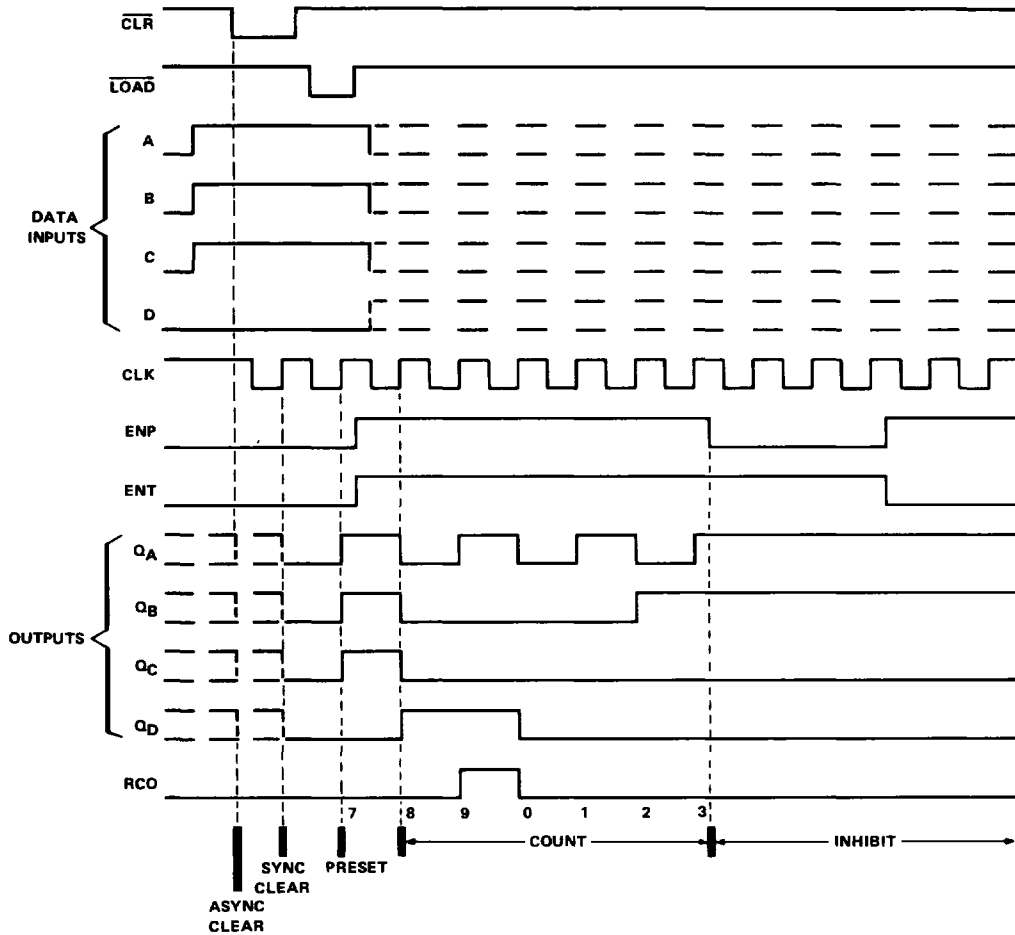 CLR
LOAD
A
B
DATA
INPUTS
C
D
CLK
ENP
ENT
QA
QB
OUTPUTS
QC
QD
RCO
7 8 9 0 1 2 3
COUNT INHIBIT
SYNC
CLEAR
PRESET
ASYNC
CLEAR